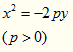 x² = −2py
(p > 0)